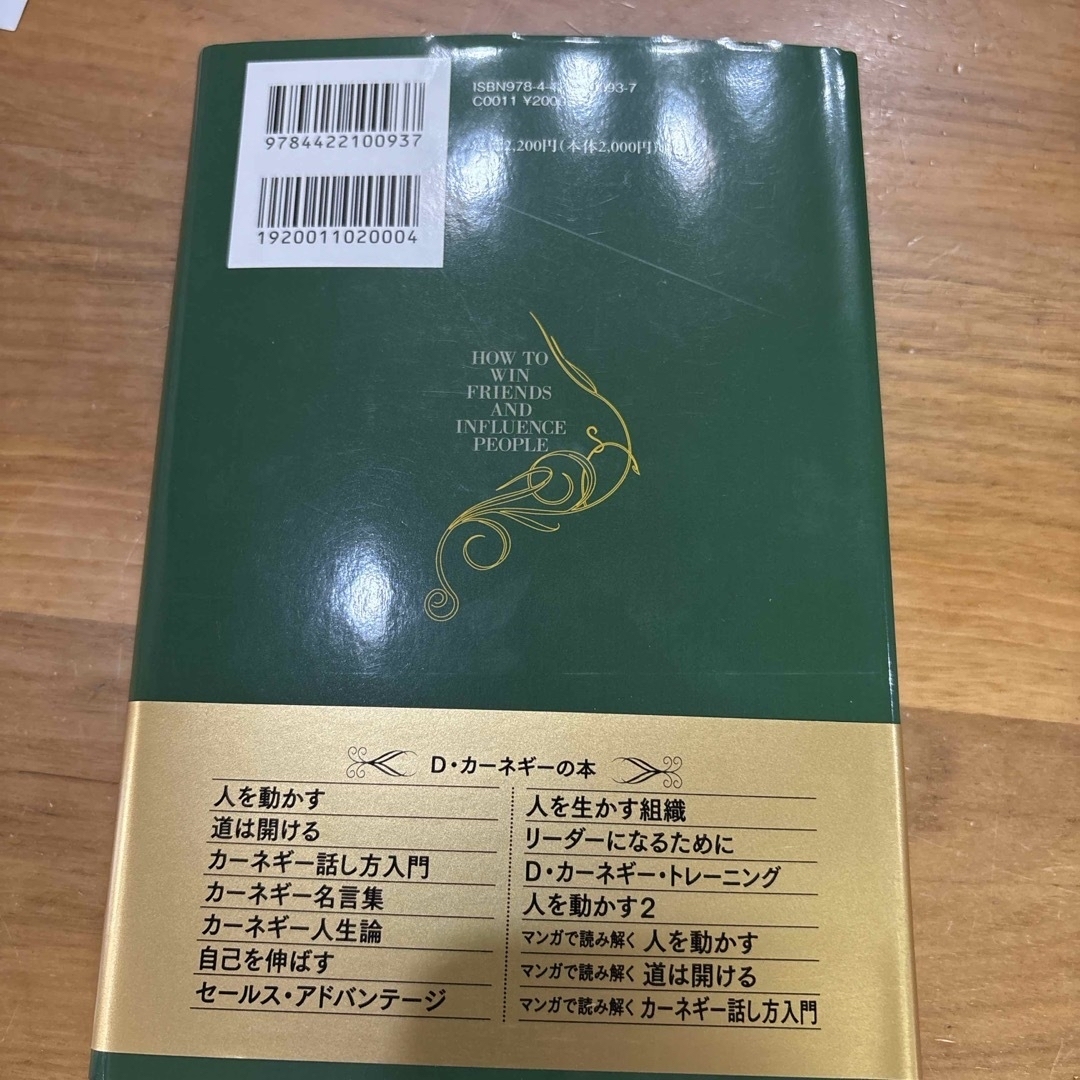 9784422100937
1920011020004
ISBN978-4-4
93-7
C0011 ¥200
2,200円(本体2,000円)
HOW TO
WIN
FRIENDS
AND
INFLUENCE
PEOPLE
D・カーネギーの本
人を動かす
道は開ける
カーネギー話し方入門
カーネギー名言集
カーネギー人生論
自己を伸ばす
セールス・アドバンテージ
人を生かす組織
リーダーになるために
D・カーネギー・トレーニング
人を動かす2
マンガで読み解く 人を動かす
マンガで読み解く 道は開ける
マンガで読み解く カーネギー話し方入門